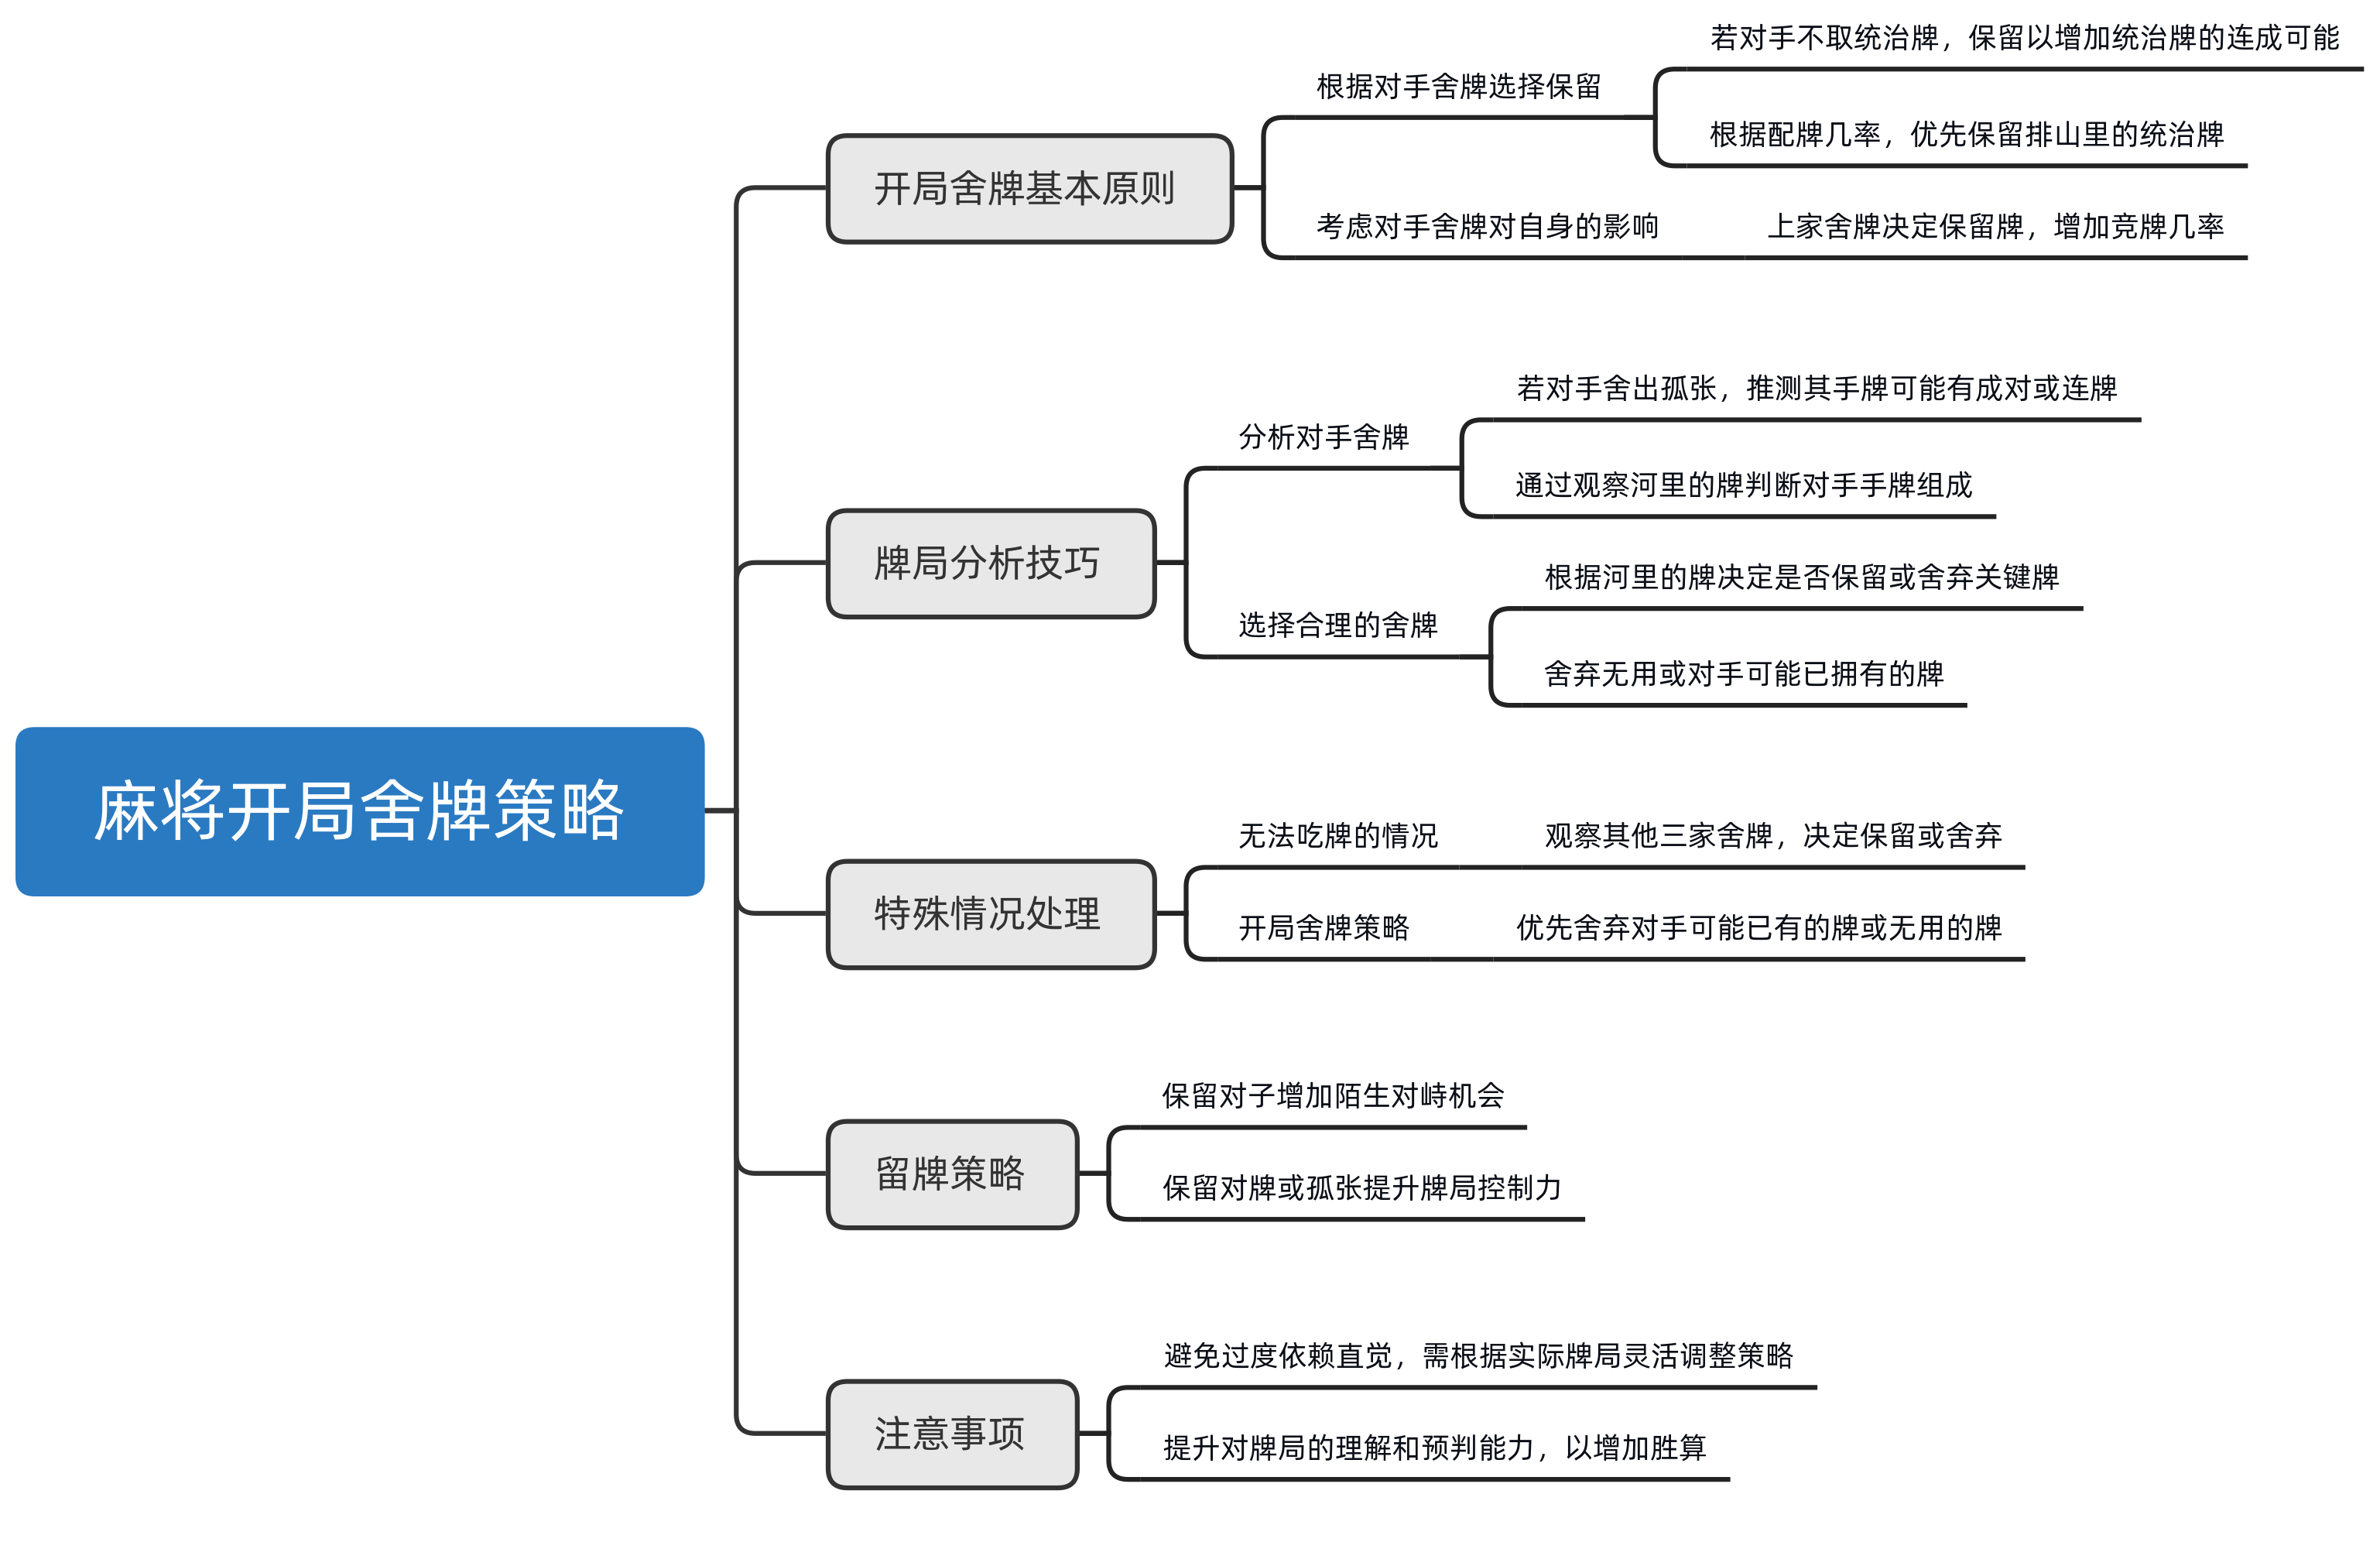 麻将开局舍牌策略
开局舍牌基本原则
根据对手舍牌选择保留
若对手不取统治牌，保留以增加统治牌的连成可能
根据配牌几率，优先保留排山里的统治牌
考虑对手舍牌对自身的影响
上家舍牌决定保留牌，增加竞牌几率
牌局分析技巧
分析对手舍牌
若对手舍出孤张，推测其手牌可能有成对或连牌
通过观察河里的牌判断对手手牌组成
选择合理的舍牌
根据河里的牌决定是否保留或舍弃关键牌
舍弃无用或对手可能已拥有的牌
特殊情况处理
无法吃牌的情况
观察其他三家舍牌，决定保留或舍弃
开局舍牌策略
优先舍弃对手可能已有的牌或无用的牌
留牌策略
保留对子增加陌生对峙机会
保留对牌或孤张提升牌局控制力
注意事项
避免过度依赖直觉，需根据实际牌局灵活调整策略
提升对牌局的理解和预判能力，以增加胜算